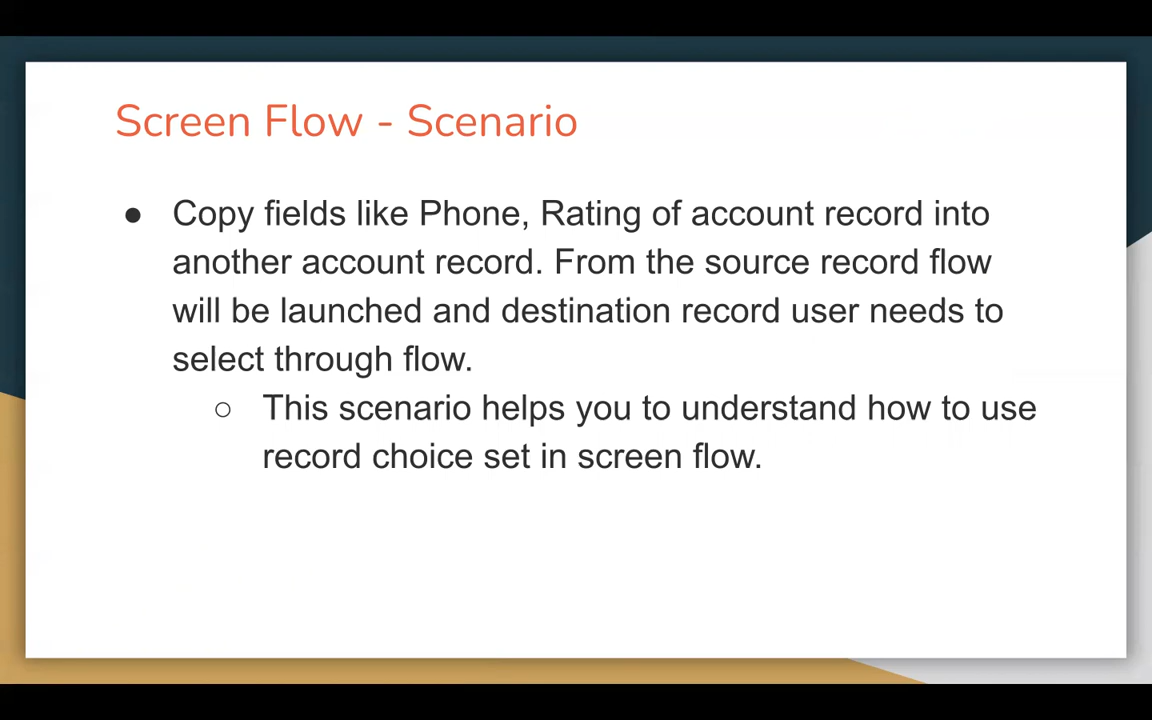 Screen Flow - Scenario
● Copy fields like Phone, Rating of account record into
another account record. From the source record flow
will be launched and destination record user needs to
select through flow.
○ This scenario helps you to understand how to use
record choice set in screen flow.